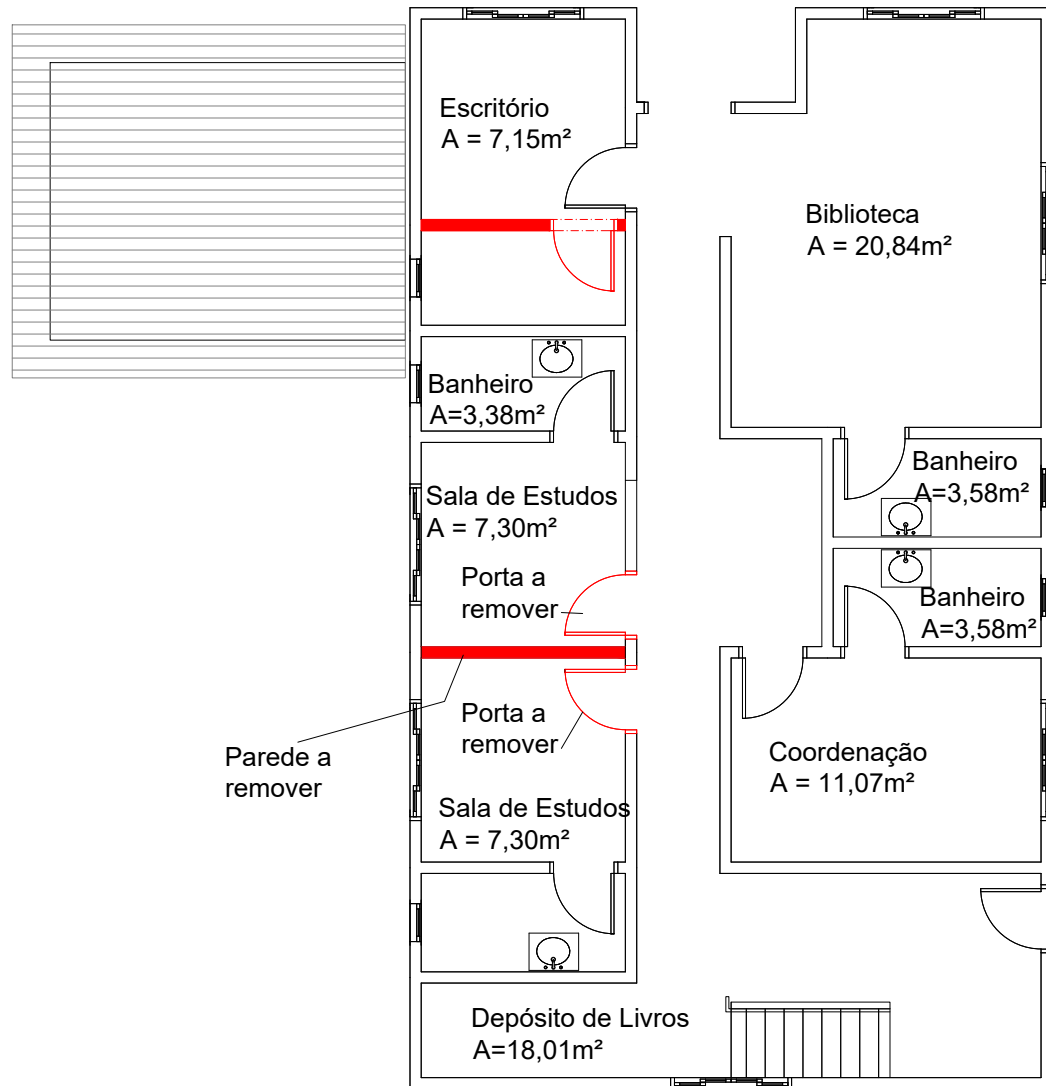 Escritório
A = 7,15m²
Biblioteca
A = 20,84m²
Banheiro
A=3,38m²
Banheiro
A=3,58m²
Sala de Estudos
A = 7,30m²
Porta a
remover
Banheiro
A=3,58m²
Porta a
remover
Parede a
remover
Coordenação
A = 11,07m²
Sala de Estudos
A = 7,30m²
Depósito de Livros
A=18,01m²